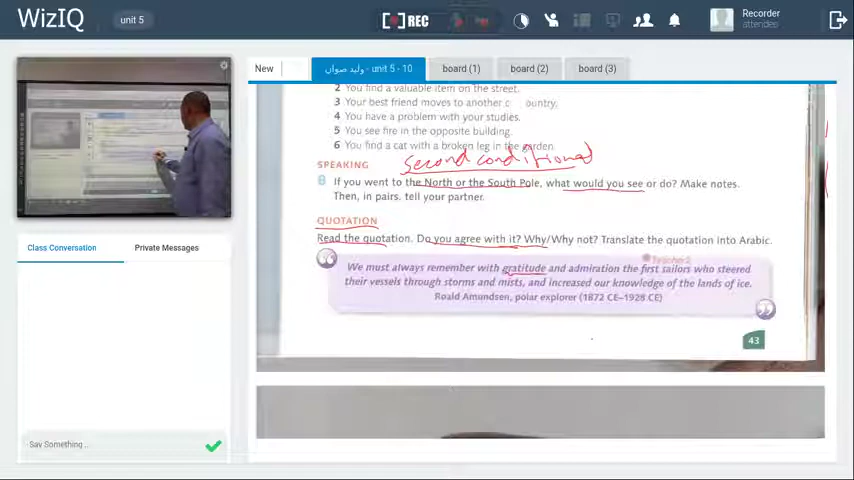 WizIQ
unit 5
REC
Recorder
attendee
New
وليد صوان - unit 5 - 10
board (1)
board (2)
board (3)
2 You find a valuable item on the street.
3 Your best friend moves to another country.
4 You have a problem with your studies.
5 You see fire in the opposite building.
6 You find a cat with a broken leg in the garden.
second conditional
SPEAKING
8 If you went to the North or the South Pole, what would you see or do? Make notes.
Then, in pairs. tell your partner.
QUOTATION
Read the quotation. Do you agree with it? Why/Why not? Translate the quotation into Arabic.
Teacher2
We must always remember with gratitude and admiration the first sailors who steered
their vessels through storms and mists, and increased our knowledge of the lands of ice.
Roald Amundsen, polar explorer (1872 CE–1928 CE)
43
Class Conversation
Private Messages
Say Something...